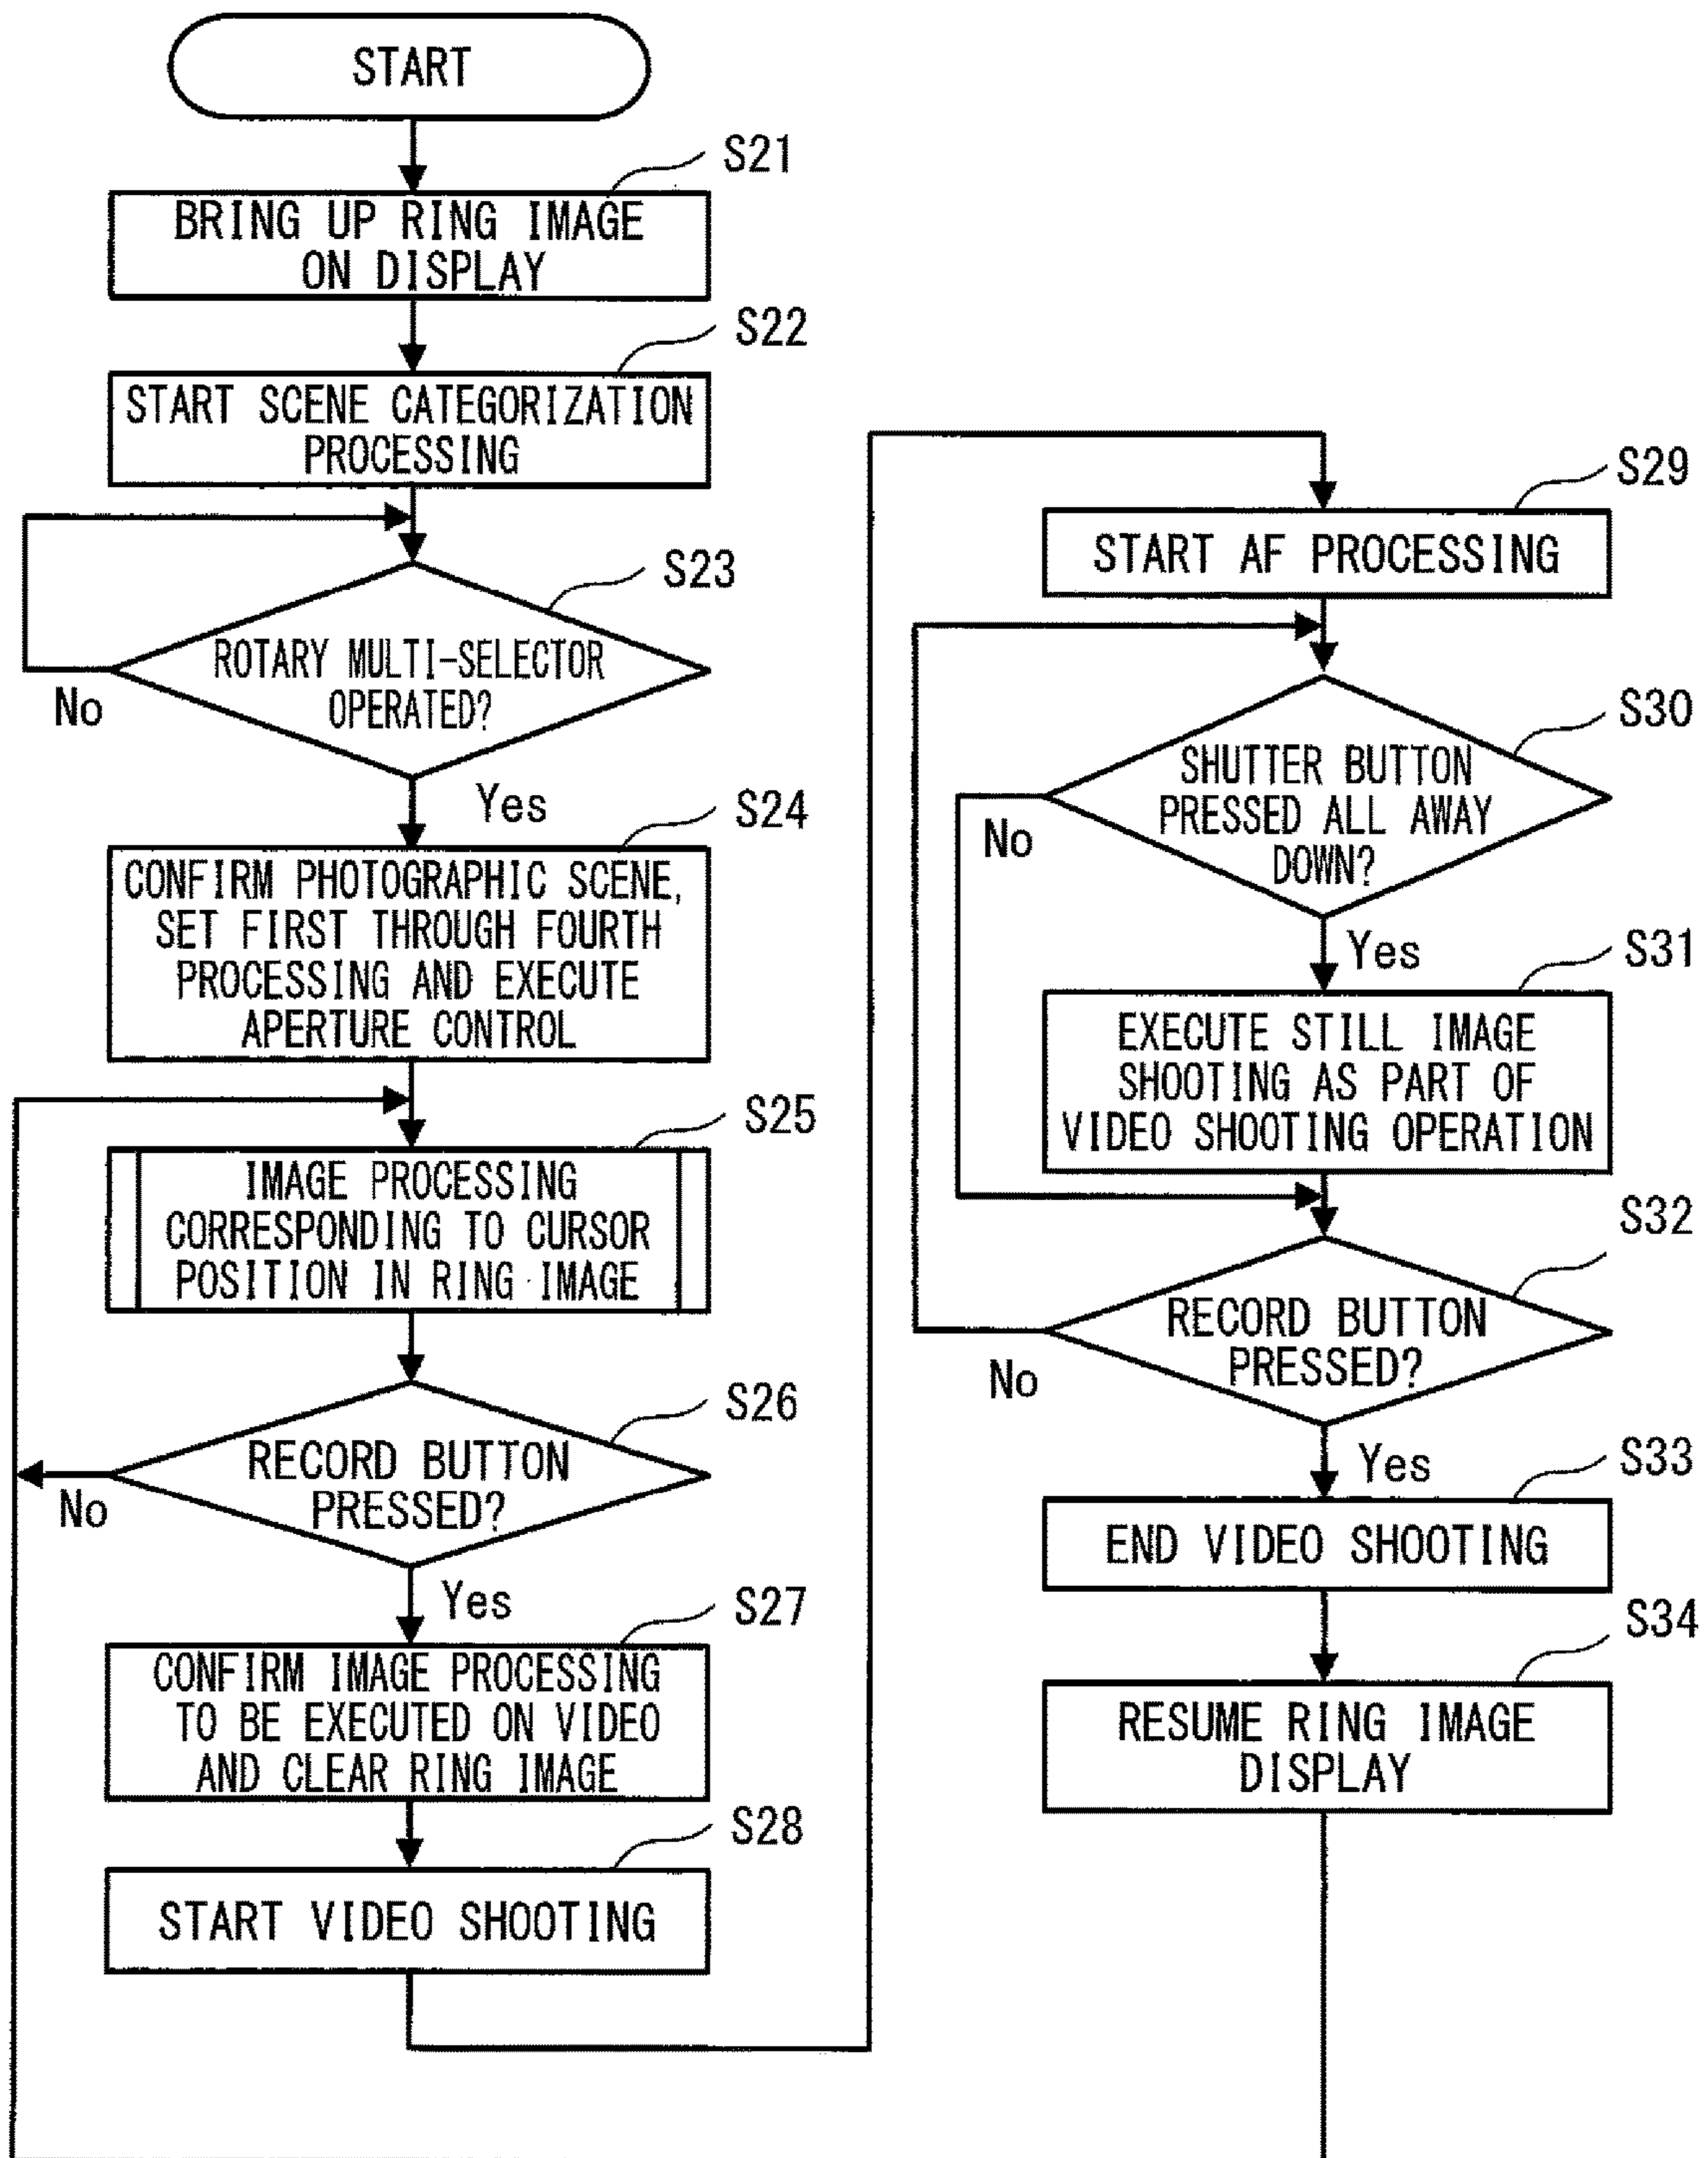 START
S21
BRING UP RING IMAGE
ON DISPLAY
S22
START SCENE CATEGORIZATION
PROCESSING
S23
ROTARY MULTI-SELECTOR
OPERATED?
No
Yes
S24
CONFIRM PHOTOGRAPHIC SCENE,
SET FIRST THROUGH FOURTH
PROCESSING AND EXECUTE
APERTURE CONTROL
S25
IMAGE PROCESSING
CORRESPONDING TO CURSOR
POSITION IN RING IMAGE
S26
RECORD BUTTON
PRESSED?
No
Yes
S27
CONFIRM IMAGE PROCESSING
TO BE EXECUTED ON VIDEO
AND CLEAR RING IMAGE
S28
START VIDEO SHOOTING
S29
START AF PROCESSING
S30
SHUTTER BUTTON
PRESSED ALL AWAY
DOWN?
No
Yes
S31
EXECUTE STILL IMAGE
SHOOTING AS PART OF
VIDEO SHOOTING OPERATION
S32
RECORD BUTTON
PRESSED?
No
Yes
S33
END VIDEO SHOOTING
S34
RESUME RING IMAGE
DISPLAY